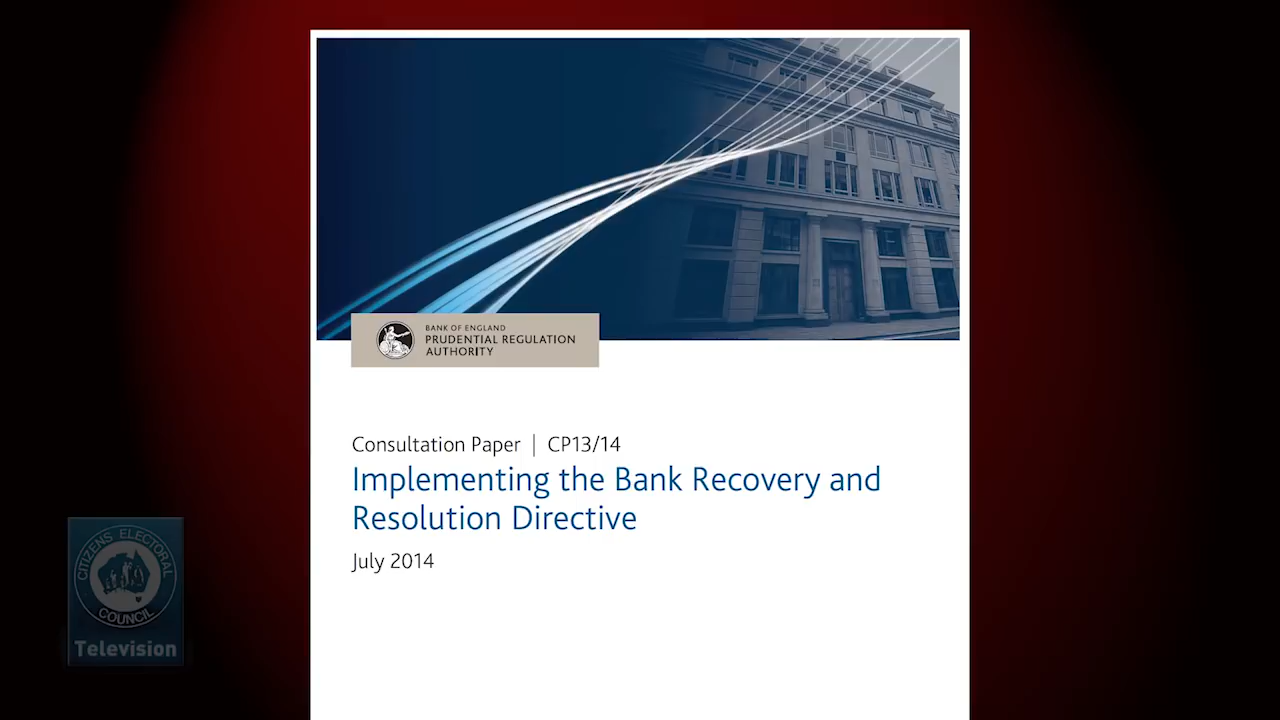 BANK OF ENGLAND
PRUDENTIAL REGULATION
AUTHORITY
Consultation Paper | CP13/14
Implementing the Bank Recovery and
Resolution Directive
July 2014
CITIZENS ELECTORAL
COUNCIL
Television